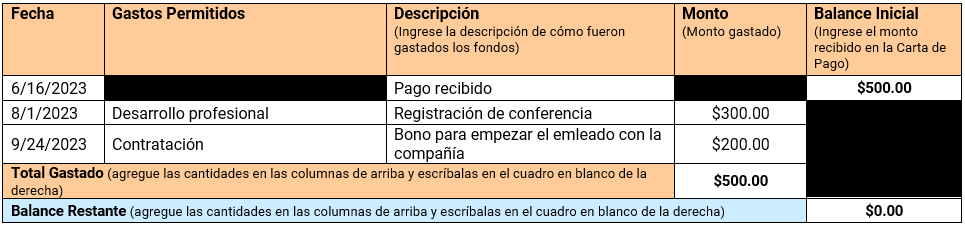 Fecha Gastos Permitidos Descripción Monto Balance Inicial
(Ingrese la descripción de cómo fueron (Monto gastado) (Ingrese el monto
gastados los fondos) recibido en la Carta de
Pago)
6/16/2023 Pago recibido $500.00
8/1/2023 Desarrollo profesional Registración de conferencia $300.00
9/24/2023 Contratación Bono para empezar el emleado con la $200.00
compañía
Total Gastado (agregue las cantidades en las columnas de arriba y escríbalas en el cuadro en blanco de la $500.00
derecha)
Balance Restante (agregue las cantidades en las columnas de arriba y escríbalas en el cuadro en blanco de la derecha) $0.00